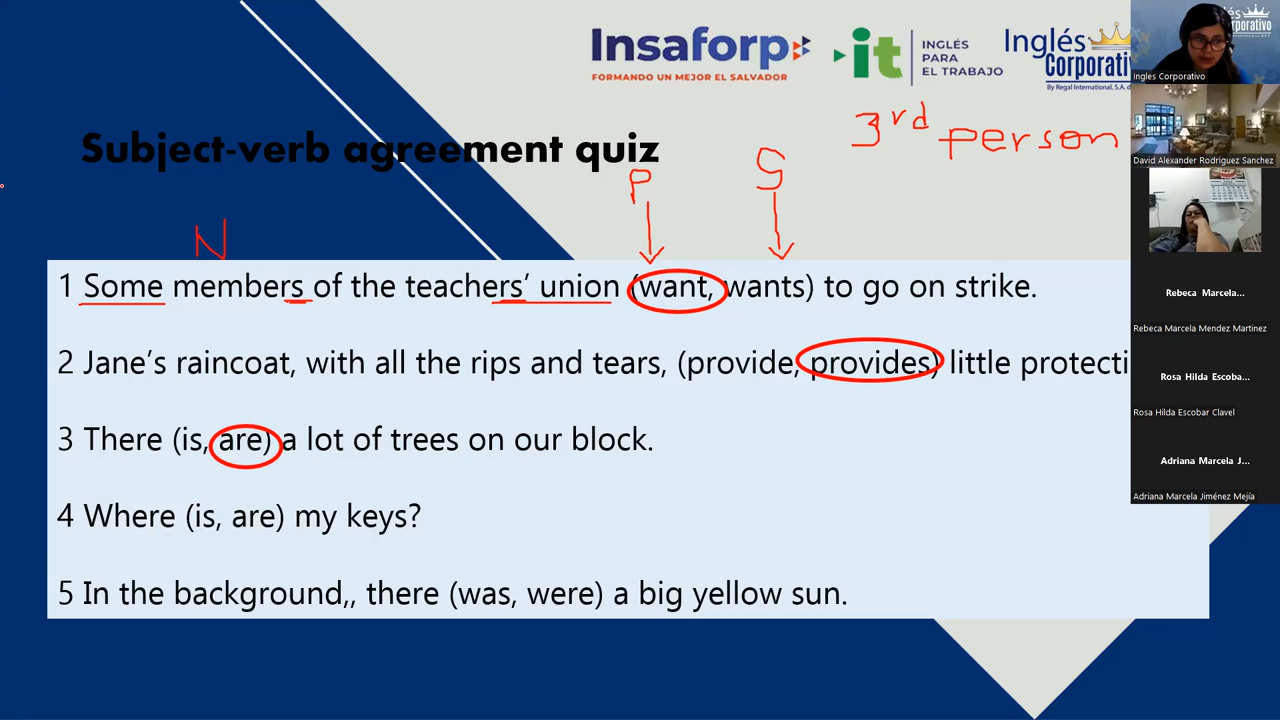 Insaforp
FORMANDO UN MEJOR EL SALVADOR
it
INGLÉS
PARA
EL TRABAJO
Inglés
Corporativo
By Regal International, S.A. d
3rd person
Subject-verb agreement quiz
P
S
N
1 Some members of the teachers’ union (want, wants) to go on strike.
2 Jane’s raincoat, with all the rips and tears, (provide, provides) little protecti
3 There (is, are) a lot of trees on our block.
4 Where (is, are) my keys?
5 In the background,, there (was, were) a big yellow sun.
Ingles Corporativo
David Alexander Rodriguez Sanchez
Rebeca Marcela...
Rebeca Marcela Mendez Martinez
Rosa Hilda Escoba...
Rosa Hilda Escobar Clavel
Adriana Marcela J...
Adriana Marcela Jiménez Mejía